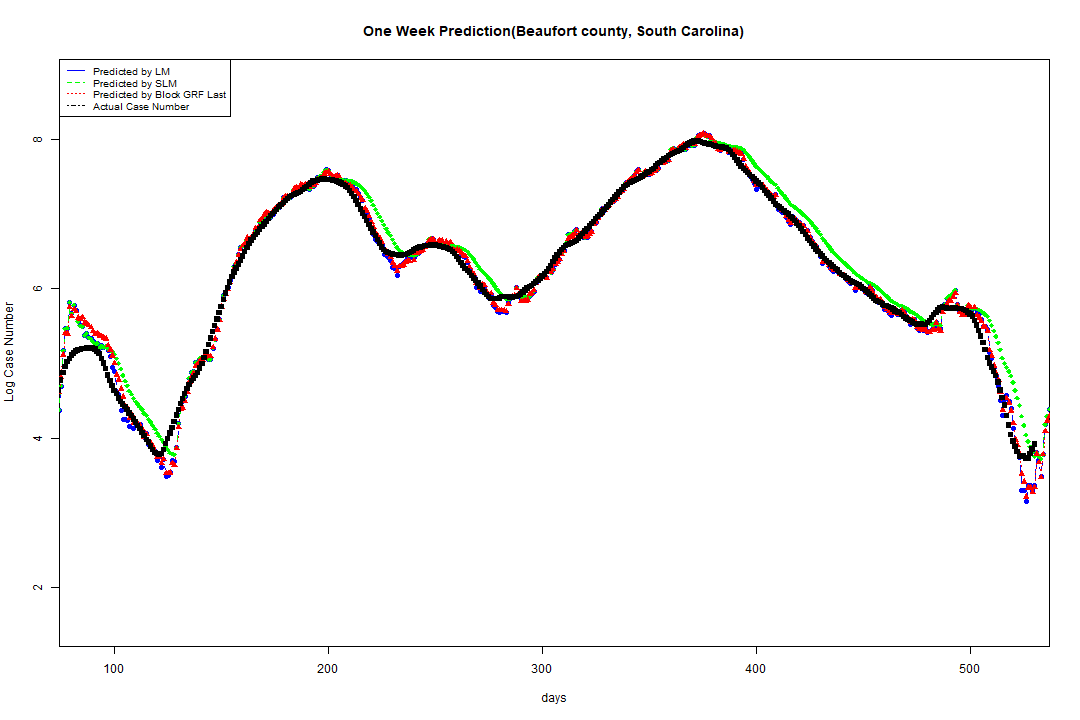 One Week Prediction(Beaufort county, South Carolina)
Predicted by LM
Predicted by SLM
Predicted by Block GRF Last
Actual Case Number
8
6
4
2
Log Case Number
100 200 300 400 500
days